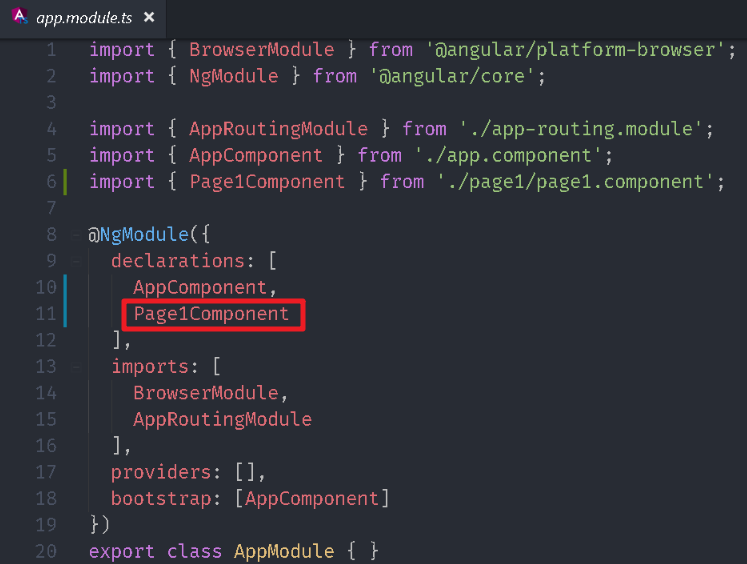 app.module.ts ×
1 import { BrowserModule } from '@angular/platform-browser';
2 import { NgModule } from '@angular/core';
3
4 import { AppRoutingModule } from './app-routing.module';
5 import { AppComponent } from './app.component';
6 import { Page1Component } from './page1/page1.component';
7
8 @NgModule({
9   declarations: [
10     AppComponent,
11     Page1Component
12   ],
13   imports: [
14     BrowserModule,
15     AppRoutingModule
16   ],
17   providers: [],
18   bootstrap: [AppComponent]
19 })
20 export class AppModule { }